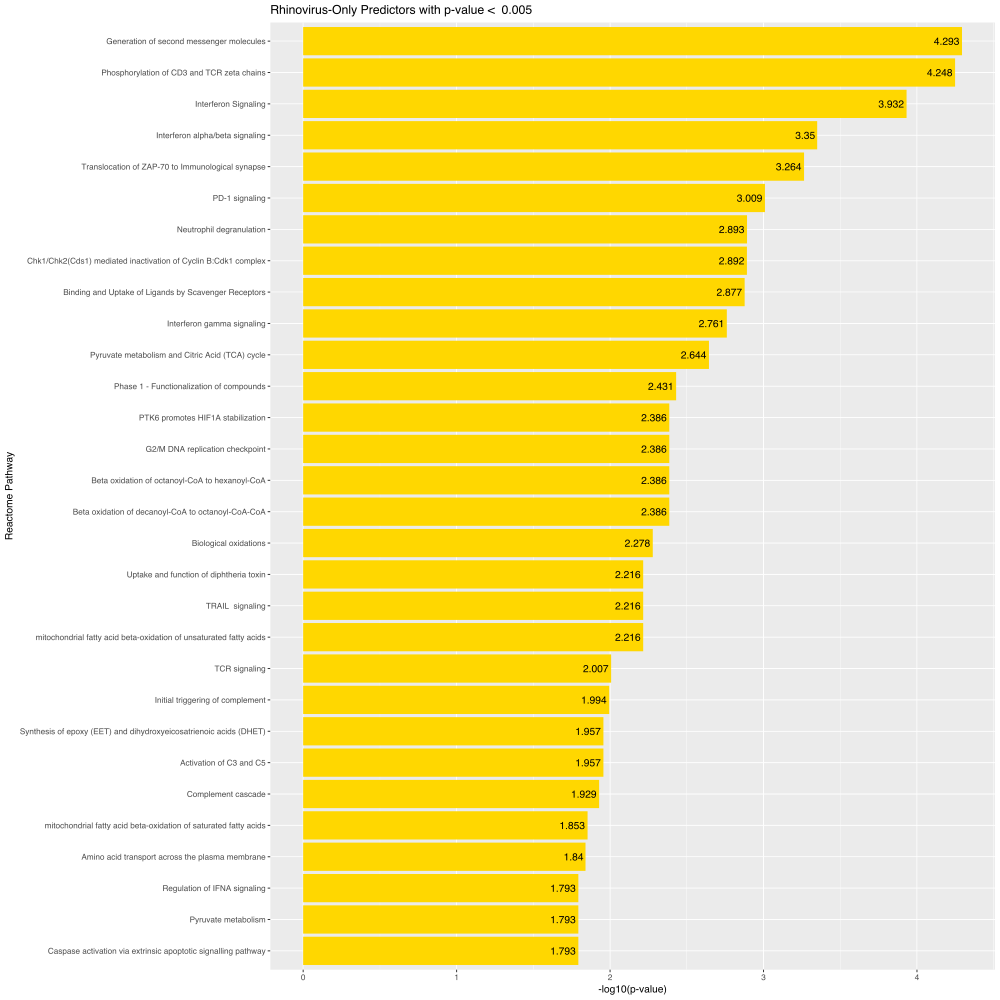 Rhinovirus-Only Predictors with p-value <  0.005
Generation of second messenger molecules 4.293
Phosphorylation of CD3 and TCR zeta chains 4.248
Interferon Signaling 3.932
Interferon alpha/beta signaling 3.35
Translocation of ZAP-70 to Immunological synapse 3.264
PD-1 signaling 3.009
Neutrophil degranulation 2.893
Chk1/Chk2(Cds1) mediated inactivation of Cyclin B:Cdk1 complex 2.892
Binding and Uptake of Ligands by Scavenger Receptors 2.877
Interferon gamma signaling 2.761
Pyruvate metabolism and Citric Acid (TCA) cycle 2.644
Phase 1 - Functionalization of compounds 2.431
PTK6 promotes HIF1A stabilization 2.386
G2/M DNA replication checkpoint 2.386
Beta oxidation of octanoyl-CoA to hexanoyl-CoA 2.386
Beta oxidation of decanoyl-CoA to octanoyl-CoA-CoA 2.386
Biological oxidations 2.278
Uptake and function of diphtheria toxin 2.216
TRAIL  signaling 2.216
mitochondrial fatty acid beta-oxidation of unsaturated fatty acids 2.216
TCR signaling 2.007
Initial triggering of complement 1.994
Synthesis of epoxy (EET) and dihydroxyeicosatrienoic acids (DHET) 1.957
Activation of C3 and C5 1.957
Complement cascade 1.929
mitochondrial fatty acid beta-oxidation of saturated fatty acids 1.853
Amino acid transport across the plasma membrane 1.84
Regulation of IFNA signaling 1.793
Pyruvate metabolism 1.793
Caspase activation via extrinsic apoptotic signalling pathway 1.793
Reactome Pathway
0 1 2 3 4
-log10(p-value)